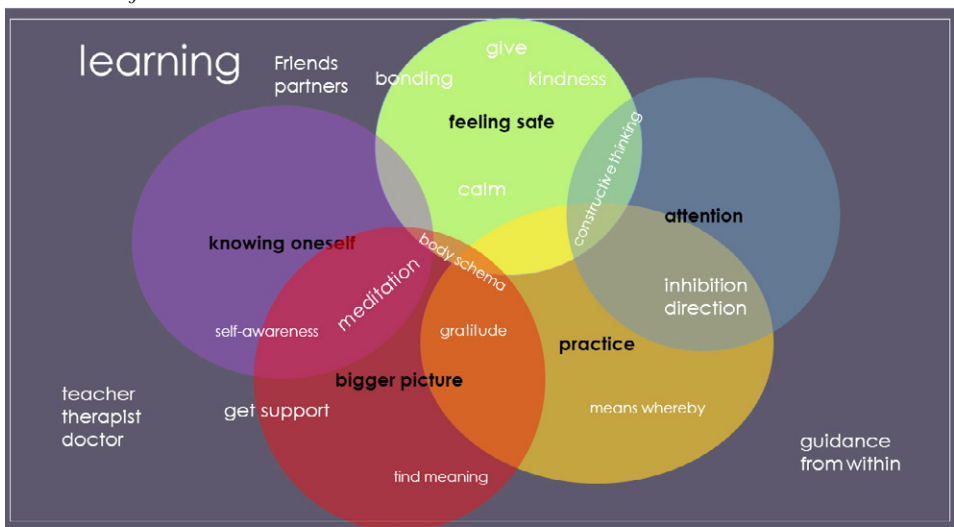 learning
Friends
partners
give
bonding
kindness
feeling safe
calm
constructive thinking
attention
knowing oneself
body schema
meditation
inhibition
direction
self-awareness
gratitude
practice
bigger picture
teacher
therapist
doctor
get support
means whereby
guidance
from within
find meaning